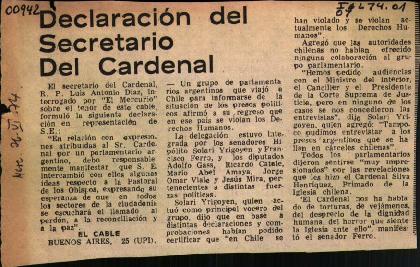 00942
Declaración del
Secretario
Del Cardenal
El secretario del Cardenal,
R. P. Luis Antonio Díaz, in-
terrogado por "El Mercurio"
sobre el tenor de este cable,
formuló la siguiente declara-
ción en representación de
S.E.:
"En relación con expresio-
nes atribuidas al Sr. Carde-
nal por un parlamentario ar-
gentino, debo responsable-
mente manifestar que S. E.
intercambió con ellos algunas
ideas respecto a la pastoral
de los Obispos, expresando su
esperanza de que en todos
los sectores de la ciudadanía
se escuchará el llamado al
perdón, a la reconciliación y
a la paz".
EL CABLE
BUENOS AIRES, 25 (UPI).
— Un grupo de parlamenta-
rios argentinos que viajó a
Chile para informarse de la
situación de los presos políti-
cos afirmó a su regreso que
en ese país se violan los De-
rechos Humanos.
La delegación estuvo inte-
grada por los senadores Hi-
pólito Solari Yrigoyen y Fran-
cisco Ferro, y los diputados
Adolfo Gass, Ricardo Catale,
Mario Abel Amaya, Jorge
Omar Viale y Jesús Mira, per-
tenecientes a distintas fuer-
zas políticas.
Solari Yrigoyen, quien ac-
tuó como principal vocero del
grupo, dijo que en base a
distintas declaraciones y com-
probaciones habían podido
certificar que "en Chile se
han violado y se violan ac-
tualmente los Derechos Hu-
manos".
Agregó que las autoridades
chilenas no habían ofrecido
ninguna colaboración al gru-
po parlamentario.
"Hemos pedido audiencia
con el Ministro del Interior,
el Canciller y el Presidente
de la Corte Suprema de Jus-
ticia, pero en ninguno de los
casos se nos concedieron las
entrevistas", dijo Solari Yri-
goyen, quien agregó "Tampo-
co pudimos entrevistar a los
presos argentinos que se ha-
llan en cárceles chilenas".
Todos los parlamentarios
dijeron sentirse "muy impre-
sionados" por las revelaciones
que les hizo el Cardenal Silva
Henríquez, Primado de la
Iglesia chilena.
"El Cardenal nos ha habla-
do de torturas, de vejámenes,
del desprecio de la dignidad
humana, del horror que siente
la Iglesia ante ello", manifes-
tó el senador Ferro.